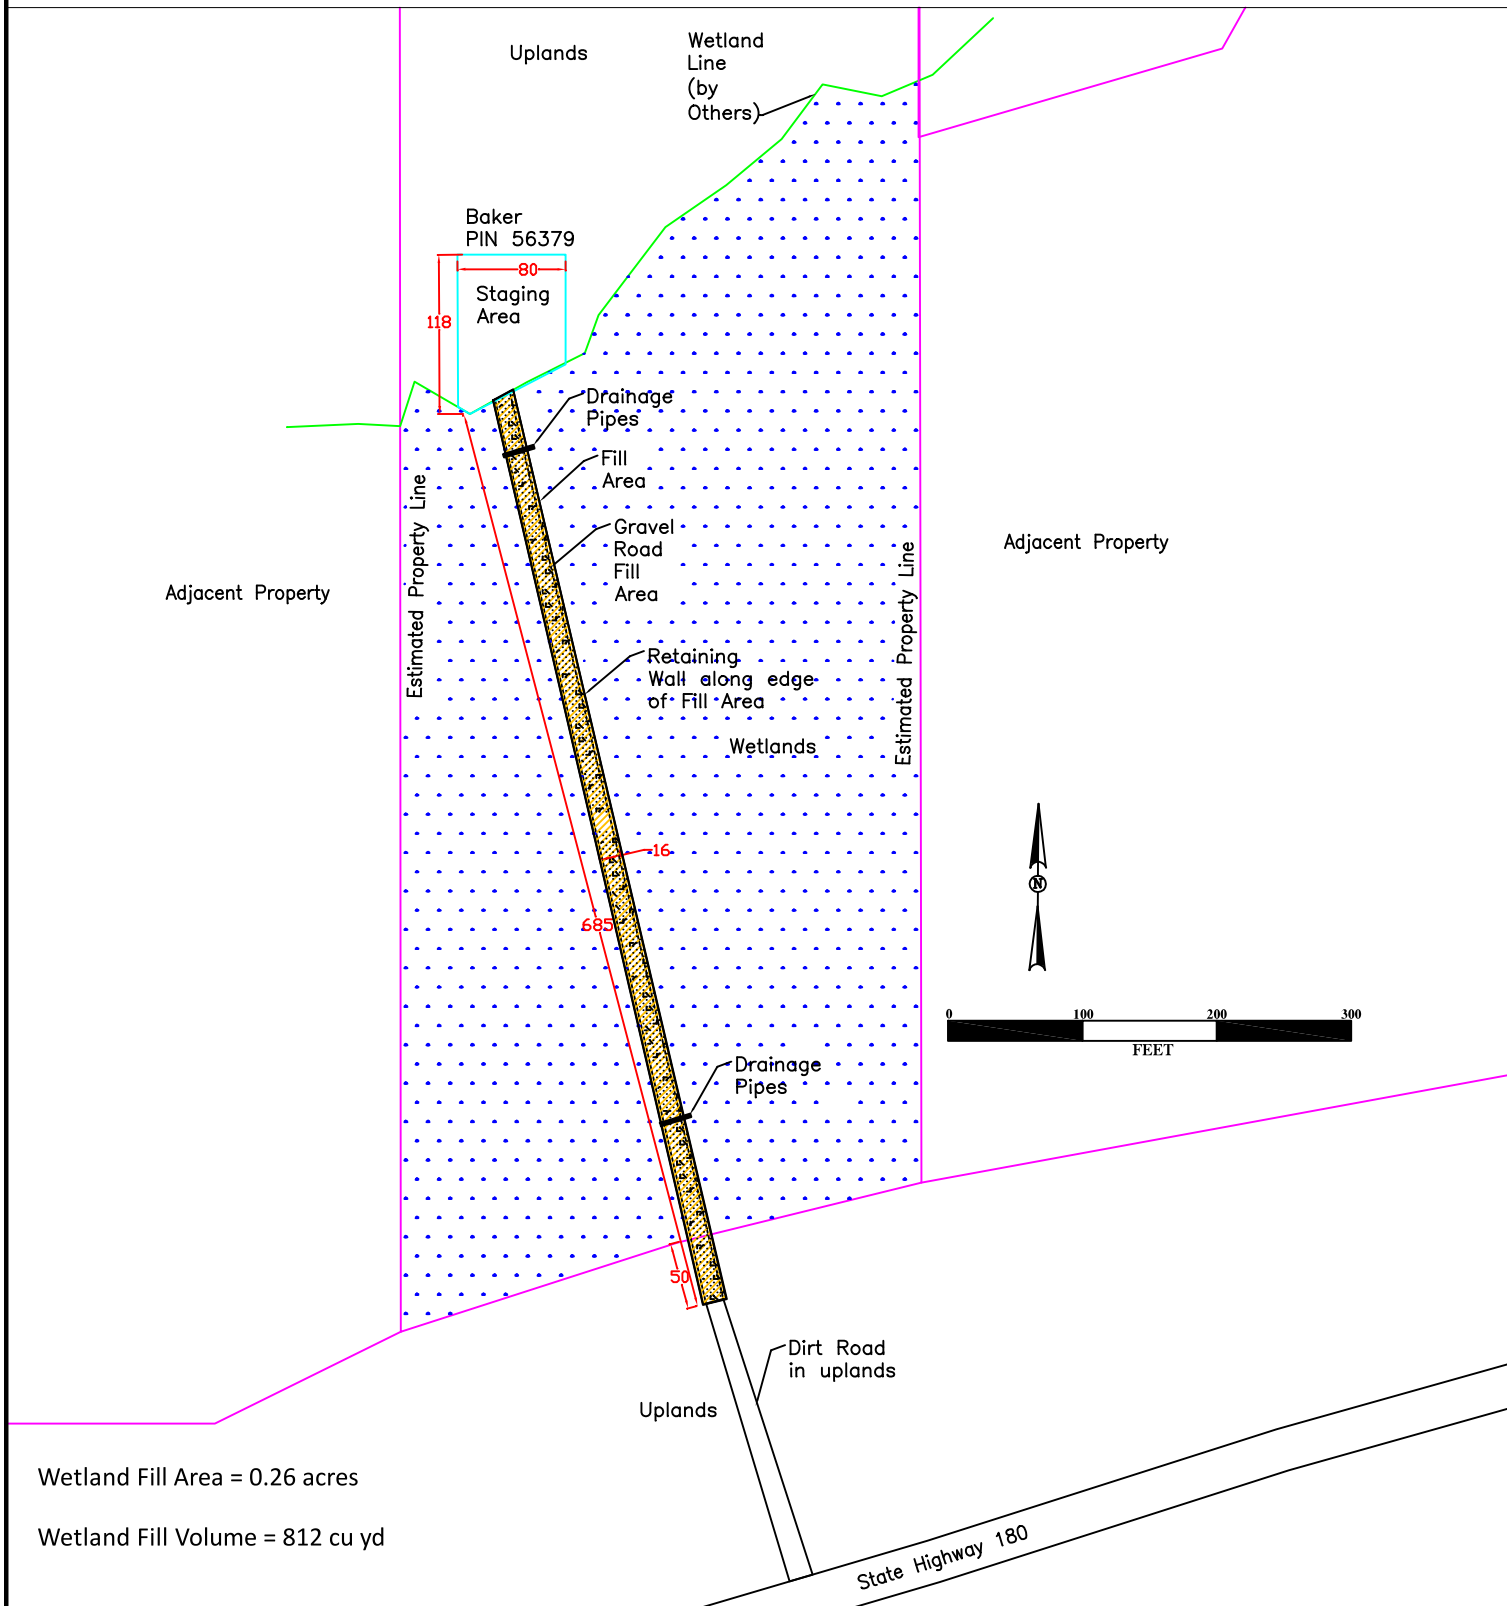 Uplands
Wetland
Line
(by
Others)
Baker
PIN 56379
80
Staging
Area
118
Drainage
Pipes
Fill
Area
Gravel
Road
Fill
Area
Estimated Property Line
Estimated Property Line
Adjacent Property
Adjacent Property
Retaining
Wall along edge
of Fill Area
Wetlands
16
685
N
0 100 200 300
FEET
Drainage
Pipes
50
Dirt Road
in uplands
Uplands
Wetland Fill Area = 0.26 acres
Wetland Fill Volume = 812 cu yd
State Highway 180